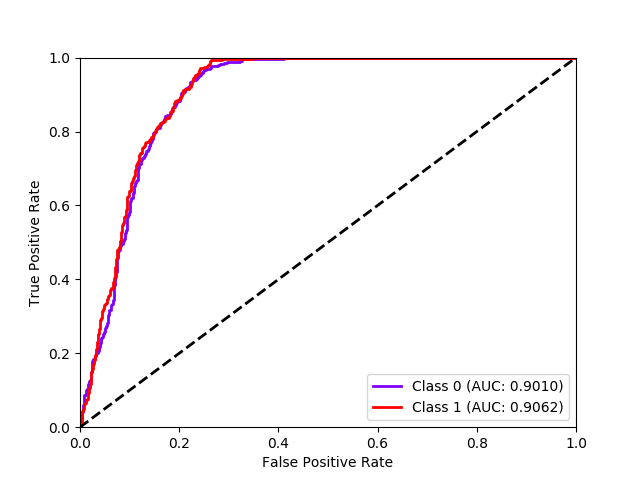 1.0
0.8
0.6
0.4
0.2
0.0
True Positive Rate
0.0 0.2 0.4 0.6 0.8 1.0
False Positive Rate
Class 0 (AUC: 0.9010)
Class 1 (AUC: 0.9062)